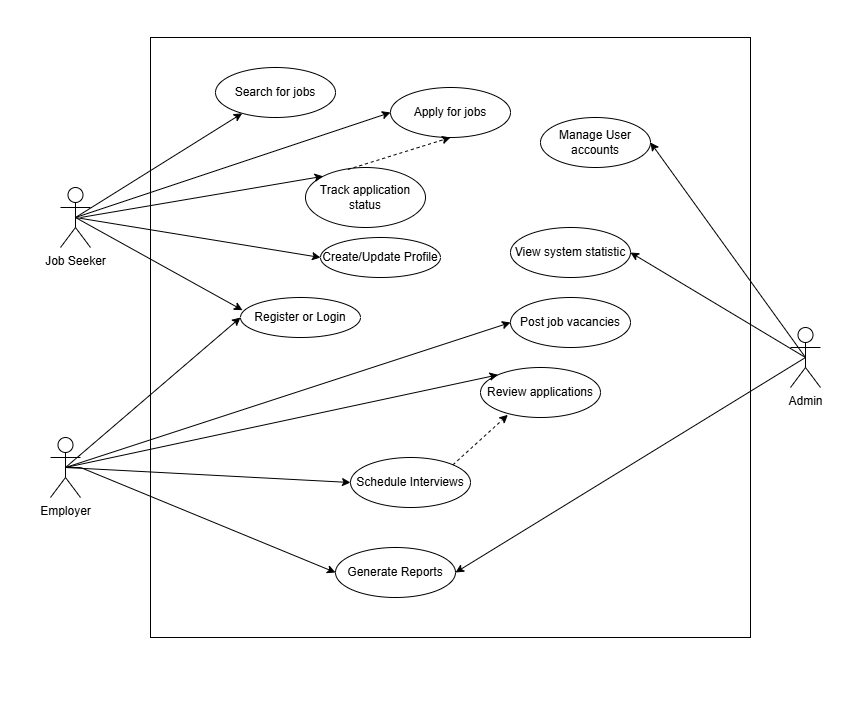 Search for jobs
Apply for jobs
Manage User
accounts
Track application
status
Job Seeker
Create/Update Profile
View system statistic
Register or Login
Post job vacancies
Review applications
Admin
Schedule Interviews
Employer
Generate Reports